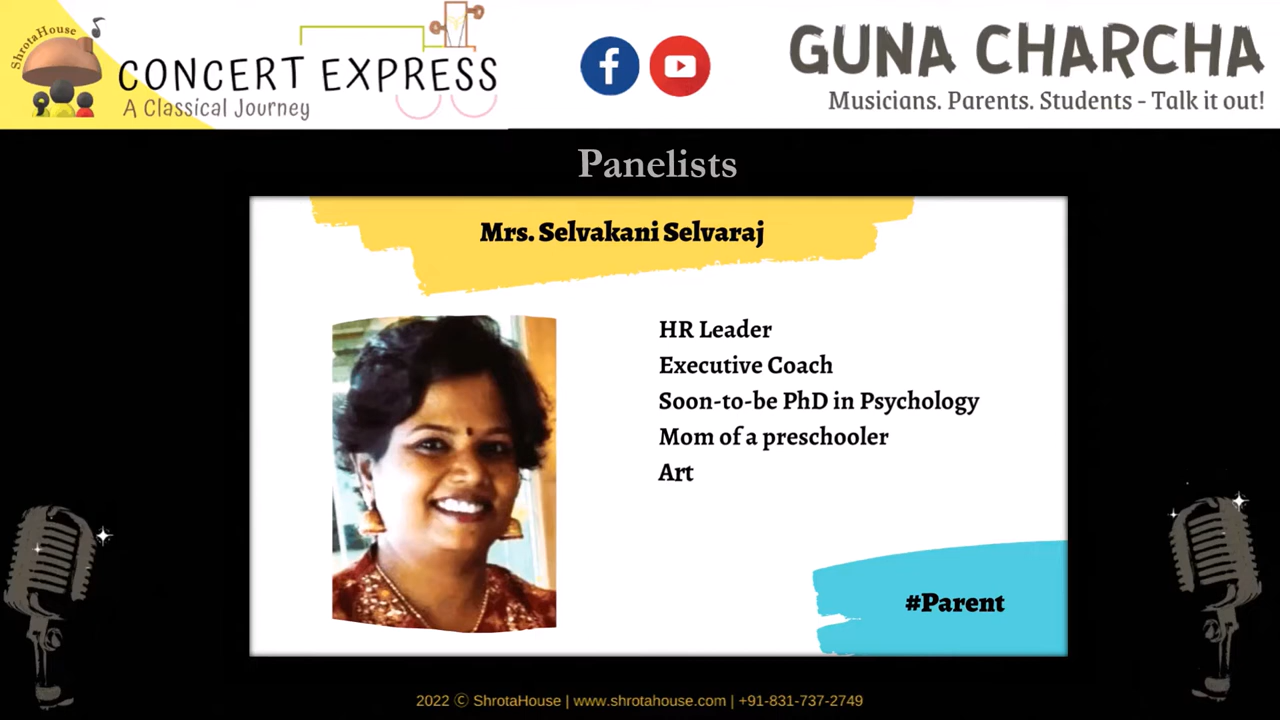 ShrotaHouse
CONCERT EXPRESS
A Classical Journey
GUNA CHARCHA
Musicians. Parents. Students - Talk it out!
Panelists
Mrs. Selvakani Selvaraj
HR Leader
Executive Coach
Soon-to-be PhD in Psychology
Mom of a preschooler
Art
#Parent
2022 Ⓒ ShrotaHouse | www.shrotahouse.com | +91-831-737-2749